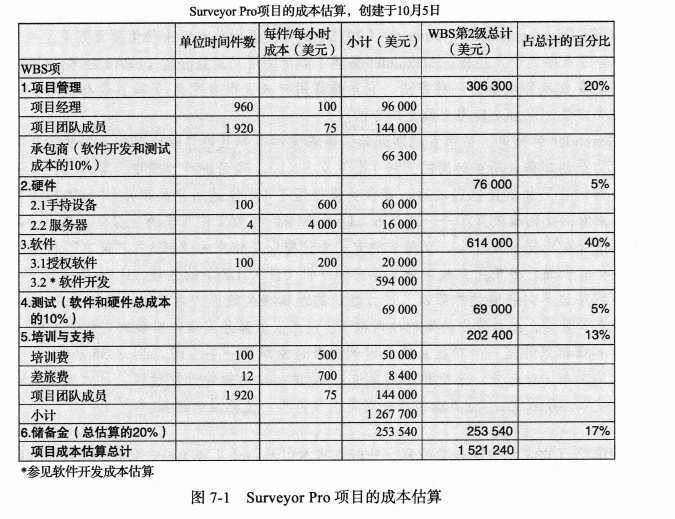 Surveyor Pro项目的成本估算，创建于10月5日
单位时间件数 每件/每小时成本（美元） 小计（美元） WBS第2级总计（美元） 占总计的百分比
WBS项
1.项目管理 306 300 20%
项目经理 960 100 96 000
项目团队成员 1 920 75 144 000
承包商（软件开发和测试
成本的10%） 66 300
2.硬件 76 000 5%
2.1手持设备 100 600 60 000
2.2 服务器 4 4 000 16 000
3.软件 614 000 40%
3.1授权软件 100 200 20 000
3.2 * 软件开发 594 000
4.测试（软件和硬件总成本
的10%） 69 000 69 000 5%
5.培训与支持 202 400 13%
培训费 100 500 50 000
差旅费 12 700 8 400
项目团队成员 1 920 75 144 000
小计 1 267 700
6.储备金（总估算的20%） 253 540 253 540 17%
项目成本估算总计 1 521 240
*参见软件开发成本估算
图 7-1 Surveyor Pro 项目的成本估算